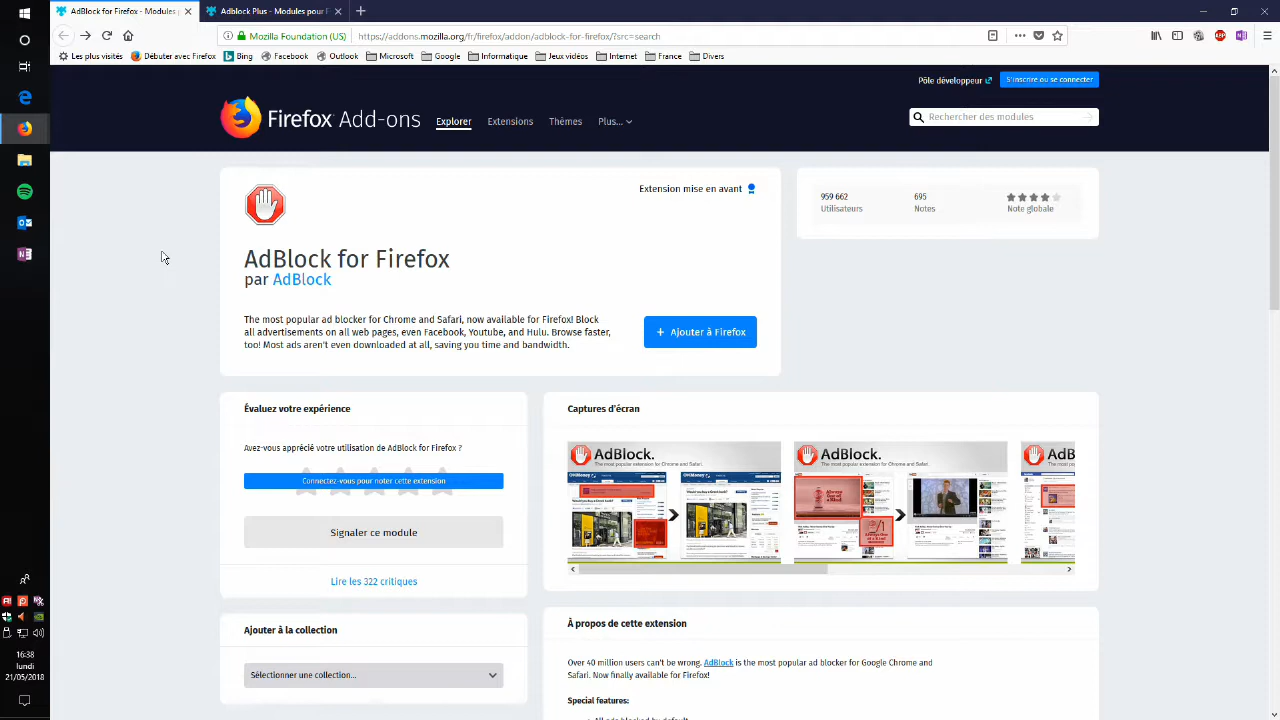 AdBlock for Firefox – Modules p
Adblock Plus – Modules pour F
Mozilla Foundation (US)
https://addons.mozilla.org/fr/firefox/addon/adblock-for-firefox/?src=search
Les plus visités
Débuter avec Firefox
Bing
Facebook
Outlook
Microsoft
Google
Informatique
Jeux vidéos
Internet
France
Divers
Pôle développeur
S'inscrire ou se connecter
Firefox Add-ons
Explorer
Extensions
Thèmes
Plus...
Rechercher des modules
Extension mise en avant
AdBlock for Firefox
par AdBlock
The most popular ad blocker for Chrome and Safari, now available for Firefox! Block
all advertisements on all web pages, even Facebook, Youtube, and Hulu. Browse faster,
too! Most ads aren't even downloaded at all, saving you time and bandwidth.
+ Ajouter à Firefox
959 662
Utilisateurs
695
Notes
Note globale
Évaluez votre expérience
Avez-vous apprécié votre utilisation de AdBlock for Firefox ?
Connectez-vous pour noter cette extension
ignaler ce module
Lire les 322 critiques
Captures d'écran
AdBlock.
The most popular extension for Chrome and Safari.
AdBlock.
The most popular extension for Chrome and Safari.
AdB
Ajouter à la collection
Sélectionner une collection...
À propos de cette extension
Over 40 million users can't be wrong. AdBlock is the most popular ad blocker for Google Chrome and
Safari. Now finally available for Firefox!
Special features:
All ads blocked by default
16:38
lundi
21/05/2018